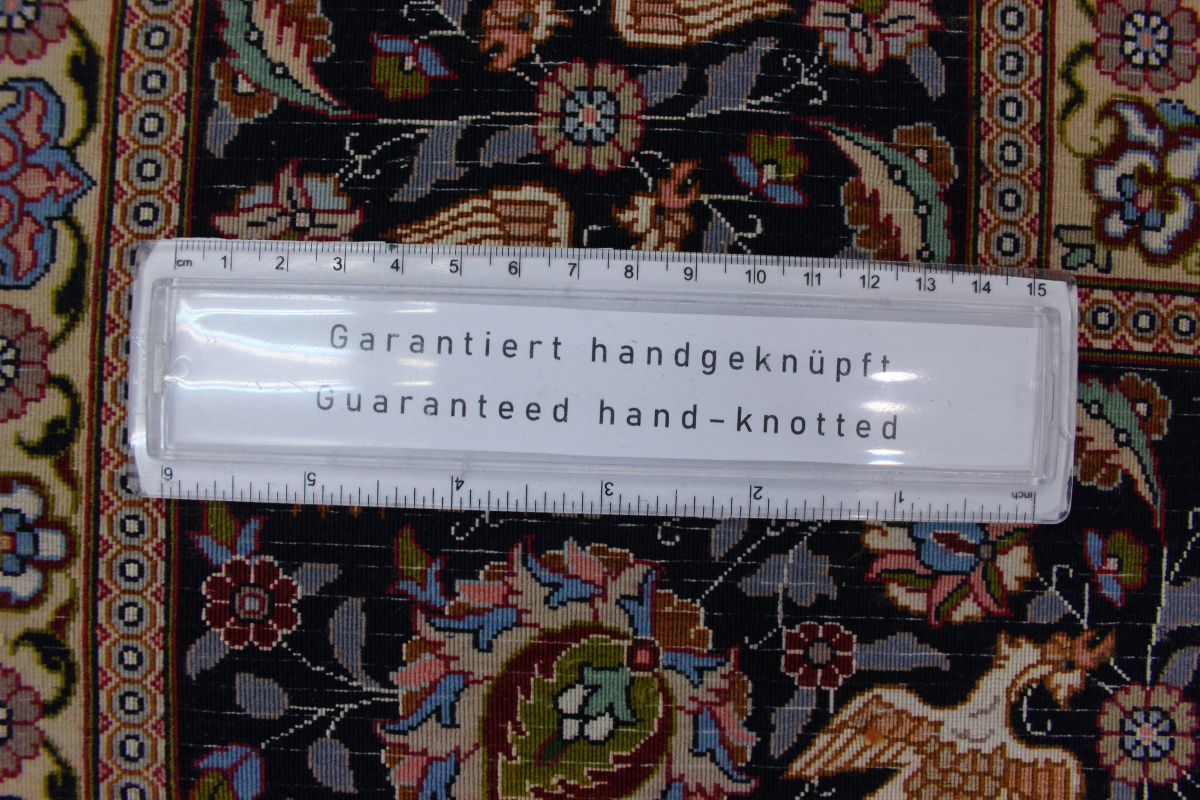 cm 1 2 3 4 5 6 7 8 9 10 11 12 13 14 15
Garantiert handgeknüpft
Guaranteed hand-knotted
6 5 4 3 2 1 inch